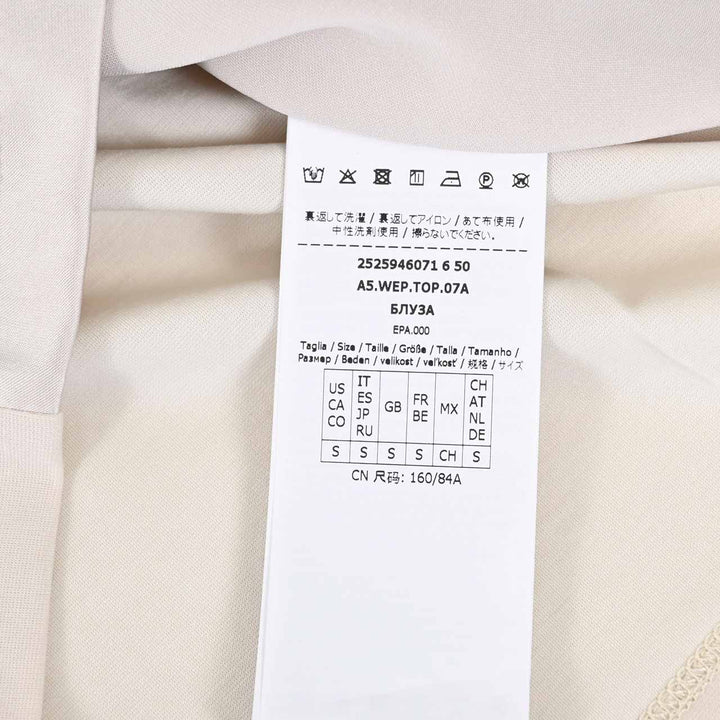 裏返して洗濯 / 裏返してアイロン / あて布使用 /
中性洗剤使用 / 擦らないでください。
2525946071 6 50
A5.WEP.TOP.07A
БЛУЗА
EPA.000
Taglia / Size / Taille / Größe / Talla / Tamanho /
Размер / Beden / velikost / veľkosť / 规格 / サイズ
US CA CO IT ES JP RU GB FR BE MX CH AT NL DE
S S S S CH S
CN 尺码: 160/84A